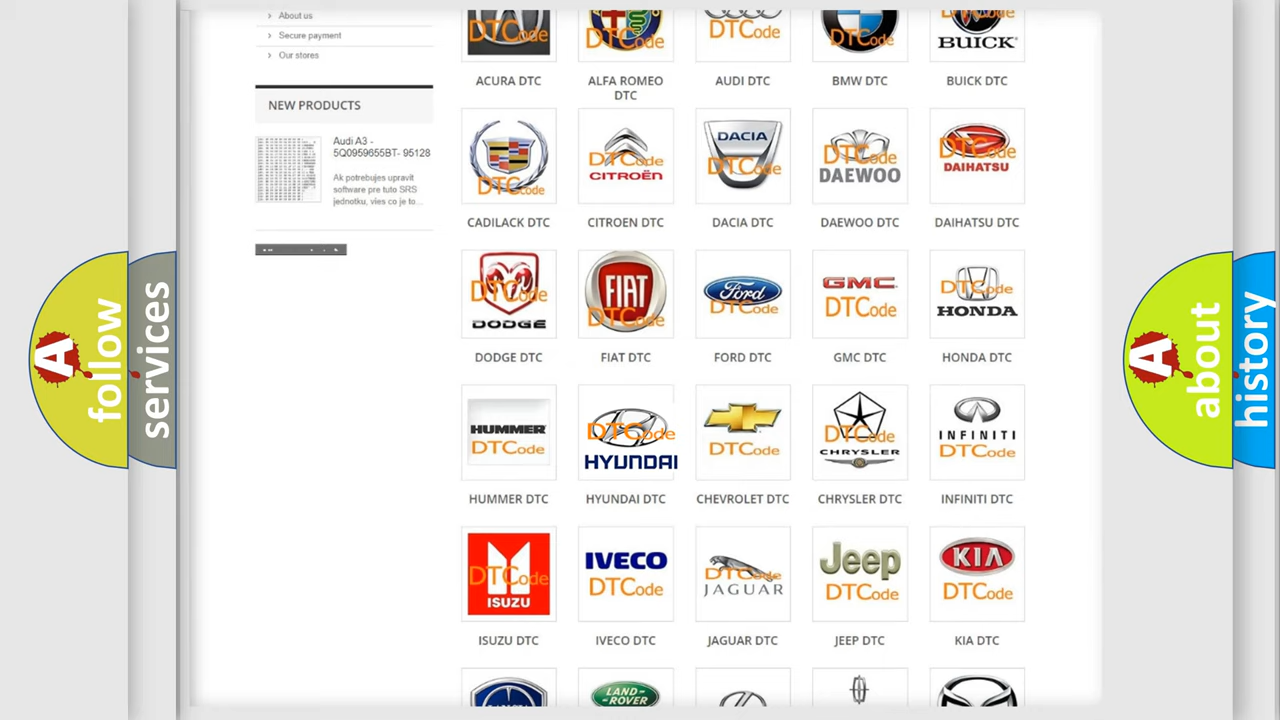 About us
Secure payment
Our stores
NEW PRODUCTS
Audi A3 -
5Q0959655BT- 95128
Ak potrebujes upravit
software pre tuto SRS
jednotku, vies co je to...
DTCode
DTCode
DTCode
DTCode
BUICK
ACURA DTC
ALFA ROMEO
DTC
AUDI DTC
BMW DTC
BUICK DTC
DTCode
DTCode
CITROËN
DACIA
DTCode
DTCode
DAEWOO
DTCode
DAIHATSU
CADILACK DTC
CITROEN DTC
DACIA DTC
DAEWOO DTC
DAIHATSU DTC
DTCode
DODGE
FIAT
DTCode
Ford
DTCode
GMC
DTCode
DTCode
HONDA
DODGE DTC
FIAT DTC
FORD DTC
GMC DTC
HONDA DTC
HUMMER
DTCode
DTCode
HYUNDAI
DTCode
DTCode
CHRYSLER
INFINITI
DTCode
HUMMER DTC
HYUNDAI DTC
CHEVROLET DTC
CHRYSLER DTC
INFINITI DTC
DTCode
ISUZU
IVECO
DTCode
DTCode
JAGUAR
Jeep
DTCode
KIA
DTCode
ISUZU DTC
IVECO DTC
JAGUAR DTC
JEEP DTC
KIA DTC
LAND-
ROVER
A
follow
services
A
about
history